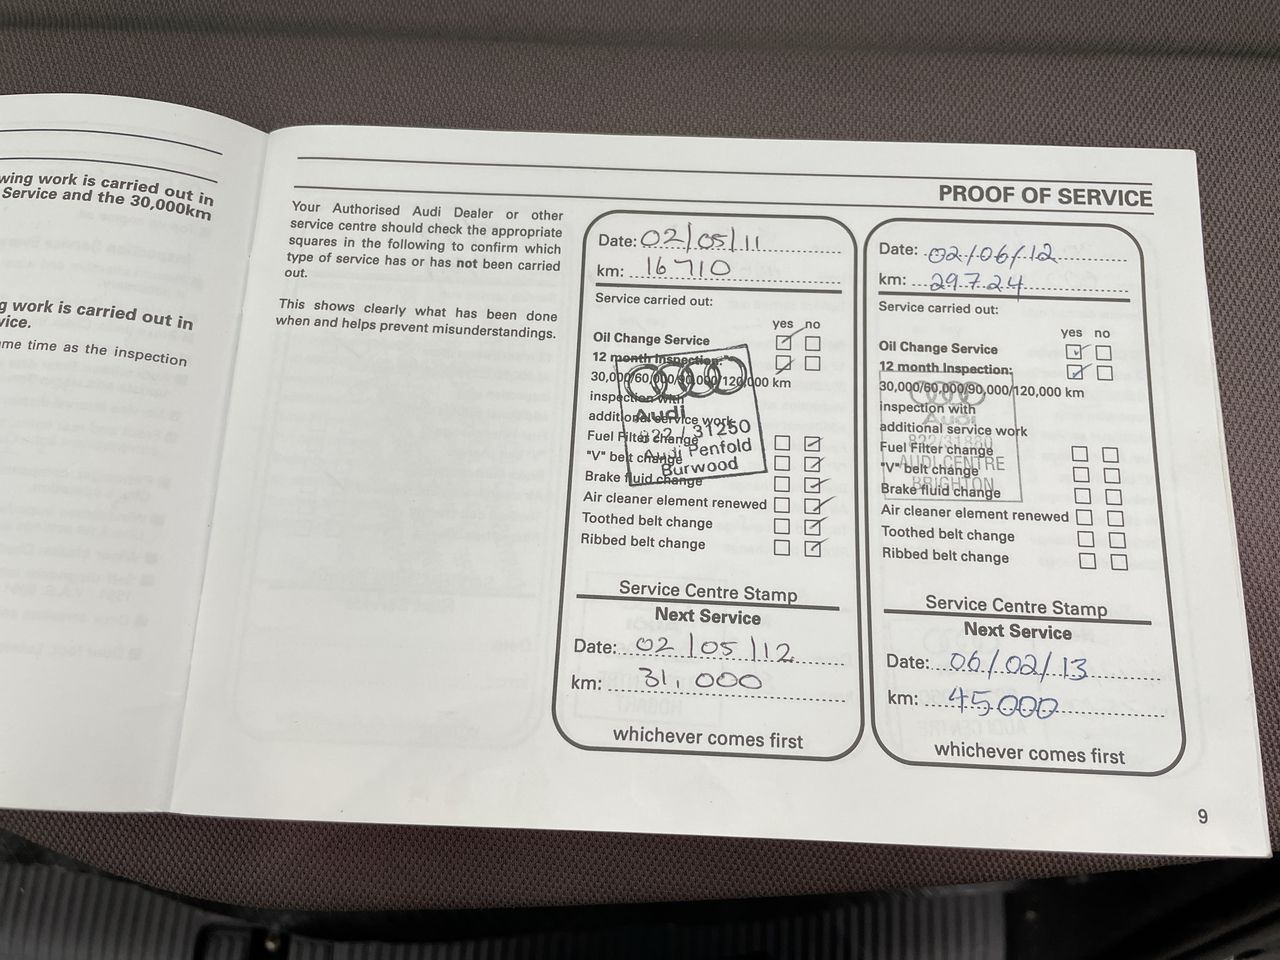 wing work is carried out in
Service and the 30,000km
g work is carried out in
vice.
ame time as the inspection
PROOF OF SERVICE
Your Authorised Audi Dealer or other
service centre should check the appropriate
squares in the following to confirm which
type of service has or has not been carried
out.
This shows clearly what has been done
when and helps prevent misunderstandings.
Date: 02/05/11
km: 16710
Service carried out:
yes no
Oil Change Service
12 month Inspection:
30,000/60,000/90,000/120,000 km
inspection with
additional service work
Fuel Filter change
"V" belt change
Brake fluid change
Air cleaner element renewed
Toothed belt change
Ribbed belt change
Audi
822/31250
Audi Penfold
Burwood
Service Centre Stamp
Next Service
Date: 02/05/12
km: 31,000
whichever comes first
Date: 02/06/12
km: 29724
Service carried out:
yes no
Oil Change Service
12 month Inspection:
30,000/60,000/90,000/120,000 km
inspection with
additional service work
Fuel Filter change
"V" belt change
Brake fluid change
Air cleaner element renewed
Toothed belt change
Ribbed belt change
Audi
AUDI CENTRE
BRIGHTON
Service Centre Stamp
Next Service
Date: 06/02/13
km: 45000
whichever comes first
9